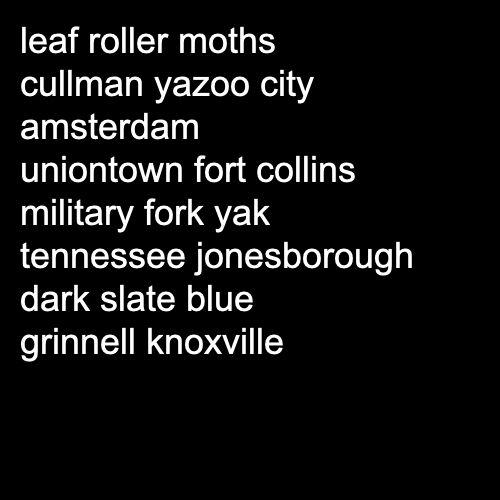 leaf roller moths
cullman yazoo city
amsterdam
uniontown fort collins
military fork yak
tennessee jonesborough
dark slate blue
grinnell knoxville